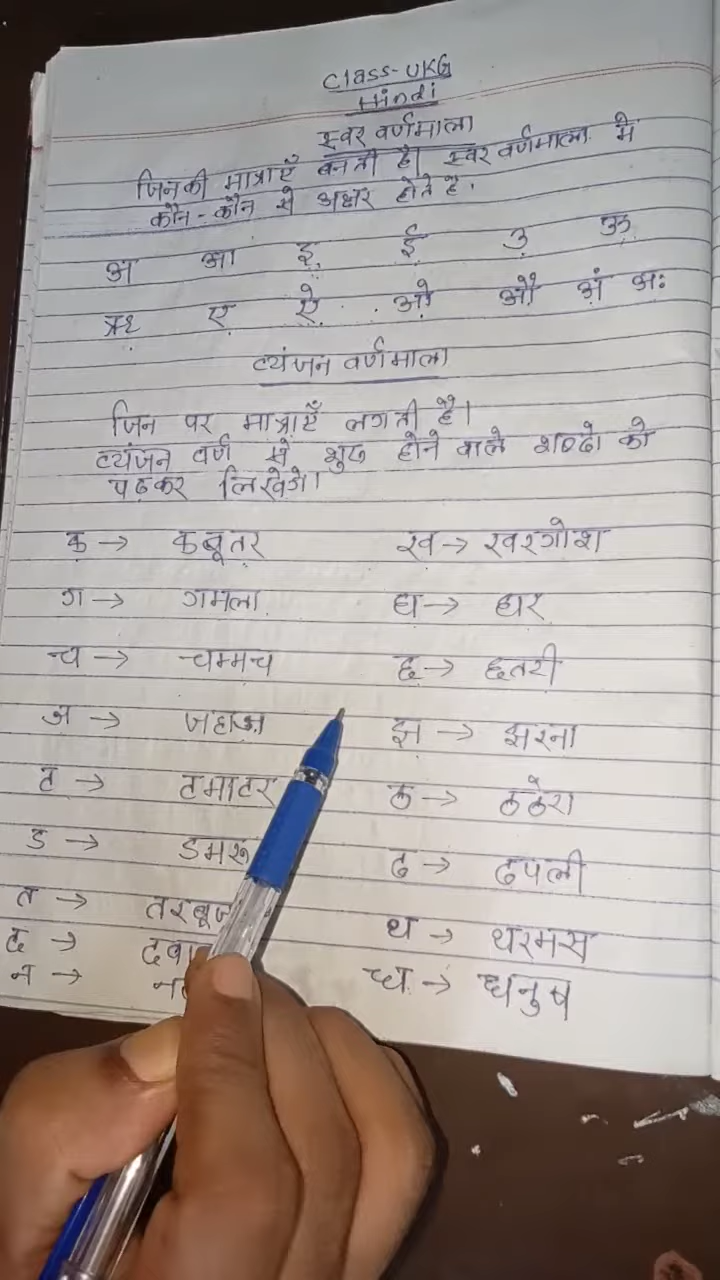 Class-UKG
Hindi
स्वर वर्णमाला
जिनकी मात्राएँ बनती है। स्वर वर्णमाला में
कौन-कौन से अक्षर होते है।
अ आ इ ई उ ऊ
ऋ ए ऐ ओ औ अं अः
व्यंजन वर्णमाला
जिन पर मात्राएँ लगती है।
व्यंजन वर्ण से शुरू होने वाले शब्दो को
पढ़कर लिखेंगे।
क → कबूतर ख → खरगोश
ग → गमला घ → घर
च → चम्मच छ → छतरी
ज → जहाज झ → झरना
ट → टमाटर ठ → ठठेरा
ड → डमरू ढ → ढपली
त → तरबूज थ → थरमस
द → ध → धनुष
न →